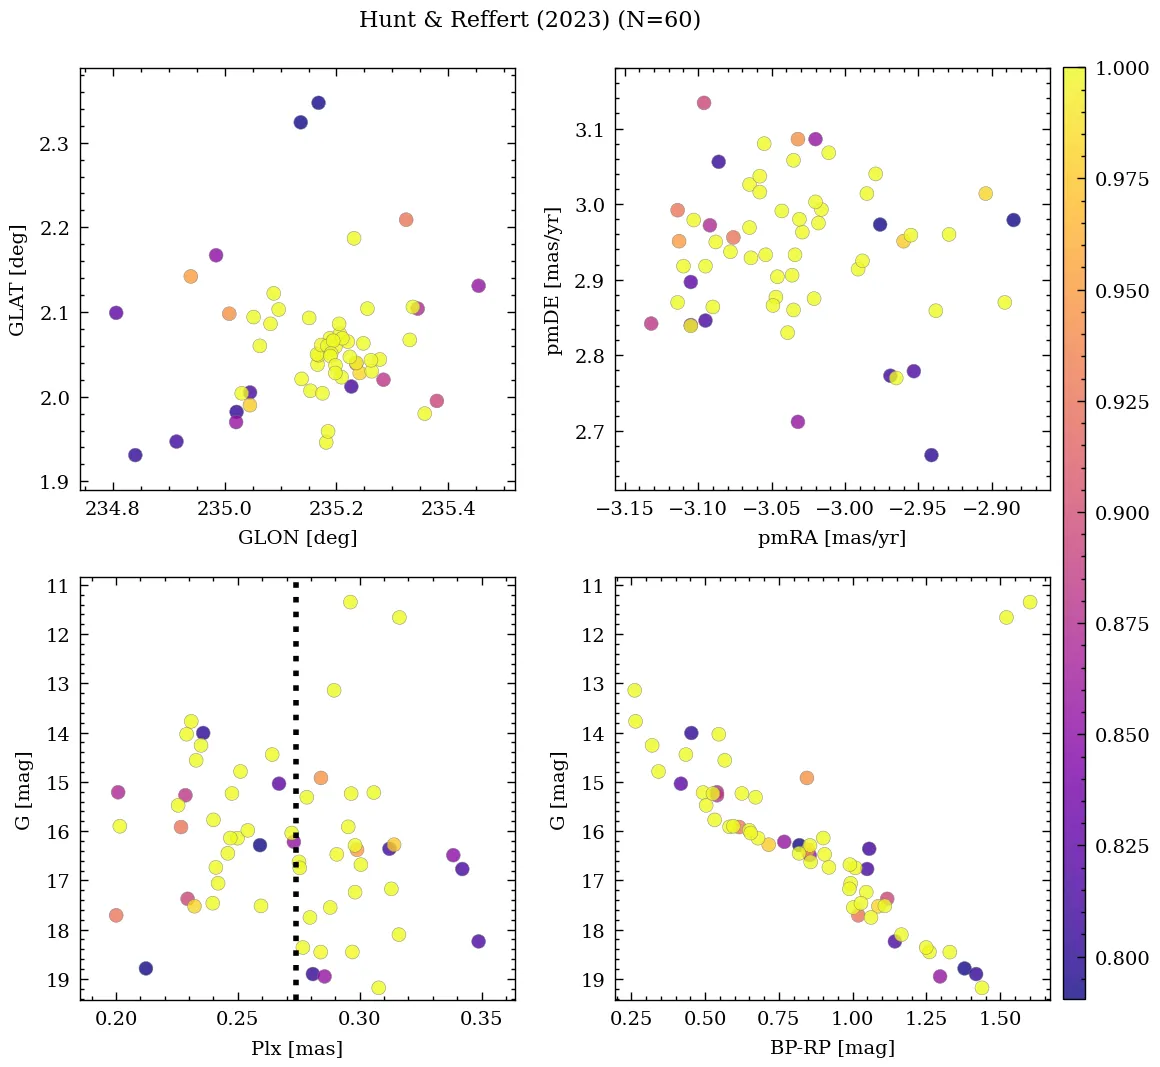 Hunt & Reffert (2023) (N=60)
2.3
2.2
2.1
2.0
1.9
GLAT [deg]
234.8 235.0 235.2 235.4
GLON [deg]
3.1
3.0
2.9
2.8
2.7
pmDE [mas/yr]
−3.15 −3.10 −3.05 −3.00 −2.95 −2.90
pmRA [mas/yr]
11
12
13
14
15
16
17
18
19
G [mag]
0.20 0.25 0.30 0.35
Plx [mas]
11
12
13
14
15
16
17
18
19
G [mag]
0.25 0.50 0.75 1.00 1.25 1.50
BP-RP [mag]
1.000
0.975
0.950
0.925
0.900
0.875
0.850
0.825
0.800